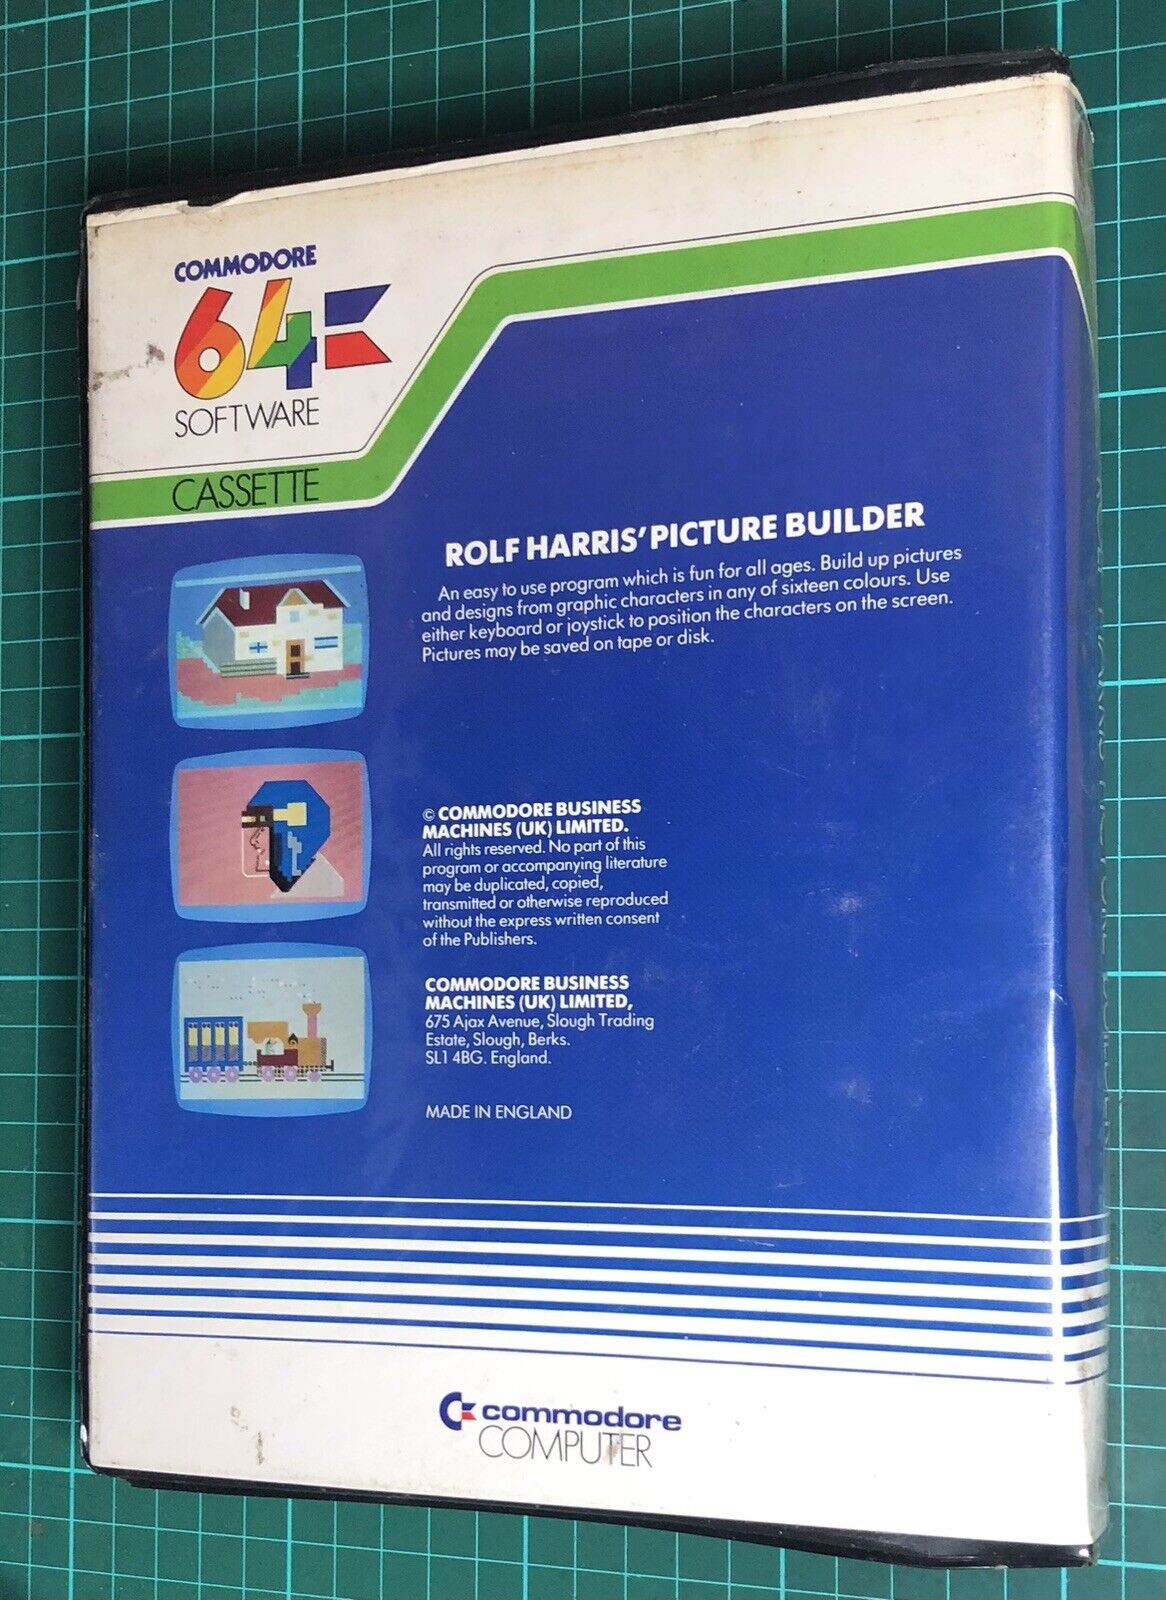 COMMODORE
64
SOFTWARE
CASSETTE
ROLF HARRIS' PICTURE BUILDER
An easy to use program which is fun for all ages. Build up pictures
and designs from graphic characters in any of sixteen colours. Use
either keyboard or joystick to position the characters on the screen.
Pictures may be saved on tape or disk.
© COMMODORE BUSINESS
MACHINES (UK) LIMITED.
All rights reserved. No part of this
program or accompanying literature
may be duplicated, copied,
transmitted or otherwise reproduced
without the express written consent
of the Publishers.
COMMODORE BUSINESS
MACHINES (UK) LIMITED,
675 Ajax Avenue, Slough Trading
Estate, Slough, Berks.
SL1 4BG. England.
MADE IN ENGLAND
commodore
COMPUTER